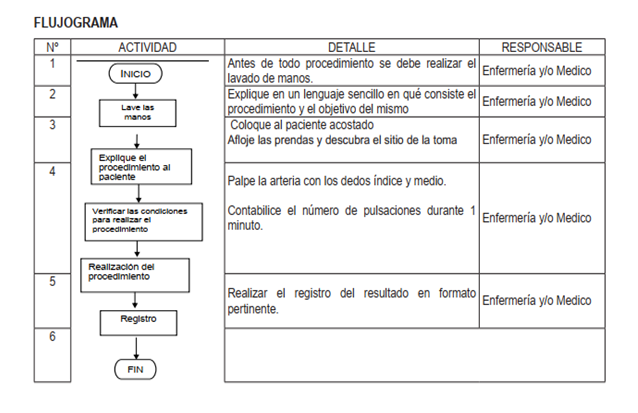 FLUJOGRAMA
Nº ACTIVIDAD DETALLE RESPONSABLE
1
INICIO
Antes de todo procedimiento se debe realizar el
lavado de manos.
Enfermería y/o Medico
2
Lave las
manos
Explique en un lenguaje sencillo en qué consiste el
procedimiento y el objetivo del mismo
Enfermería y/o Medico
3
Explique el
procedimiento al
paciente
Coloque al paciente acostado
Afloje las prendas y descubra el sitio de la toma
Enfermería y/o Medico
4
Verificar las condiciones
para realizar el
procedimiento
Palpe la arteria con los dedos índice y medio.
Contabilice el número de pulsaciones durante 1
minuto.
Enfermería y/o Medico
Realización del
procedimiento
5
Registro
Realizar el registro del resultado en formato
pertinente.
Enfermería y/o Medico
6
FIN